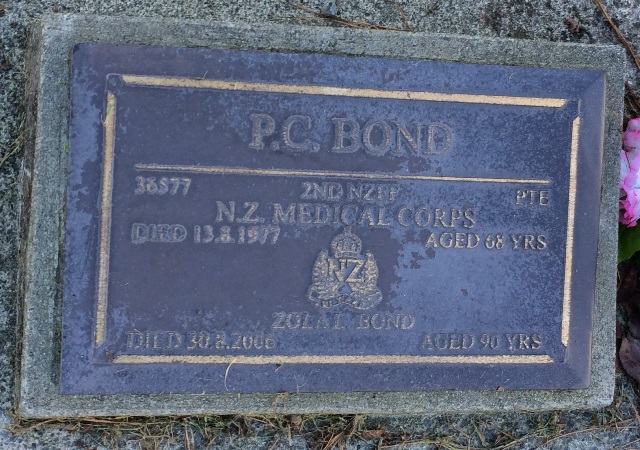 P.C. BOND
36577 2ND NZEF PTE
N.Z. MEDICAL CORPS
DIED 13.8.1977 AGED 68 YRS
NZ
BOND
DIED 30.8.2006 AGED 90 YRS